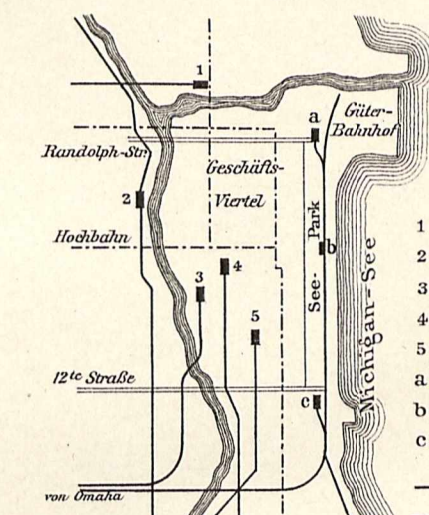 1
a
Güter-
Bahnhof
Randolph-Str.
Geschäfts-
Viertel
2
Hochbahn
See-Park
b
Michigan-See
3
4
5
12te Straße
c
von Omaha
1
2
3
4
5
a
b
c